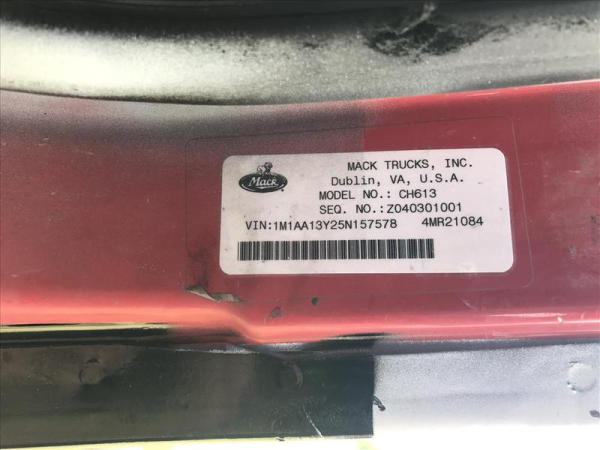 MACK TRUCKS, INC.
Dublin, VA, U.S.A.
MODEL NO.: CH613
SEQ. NO.:Z040301001
VIN:1M1AA13Y25N157578 4MR21084
Mack